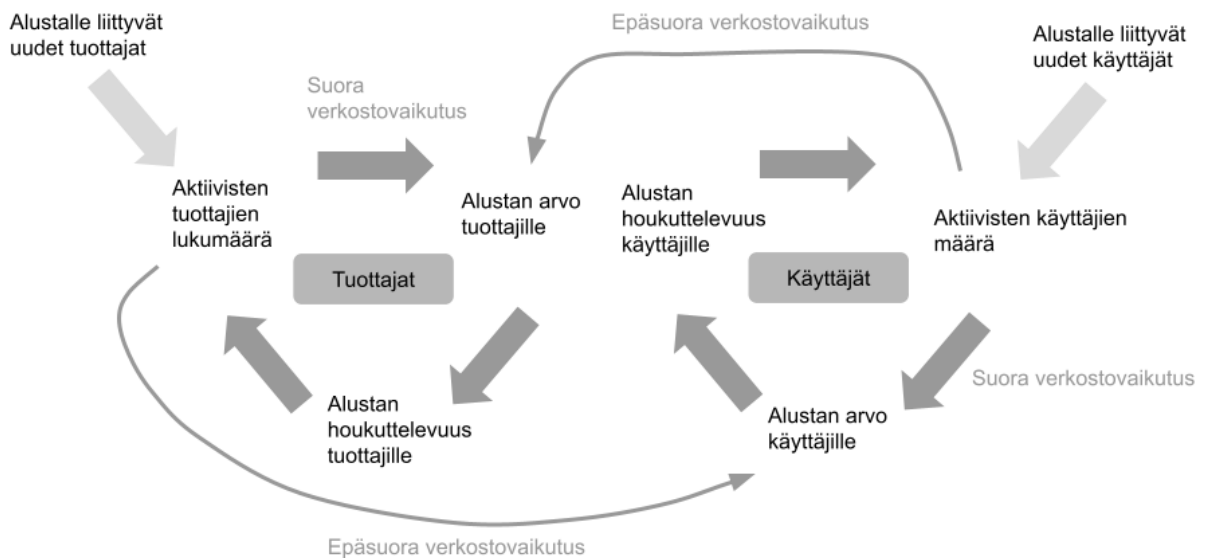 Alustalle liittyvät
uudet tuottajat
Epäsuora verkostovaikutus
Alustalle liittyvät
uudet käyttäjät
Suora
verkostovaikutus
Aktiivisten
tuottajien
lukumäärä
Alustan arvo
tuottajille
Alustan
houkuttelevuus
käyttäjille
Aktiivisten käyttäjien
määrä
Tuottajat
Käyttäjät
Alustan
houkuttelevuus
tuottajille
Alustan arvo
käyttäjille
Suora verkostovaikutus
Epäsuora verkostovaikutus